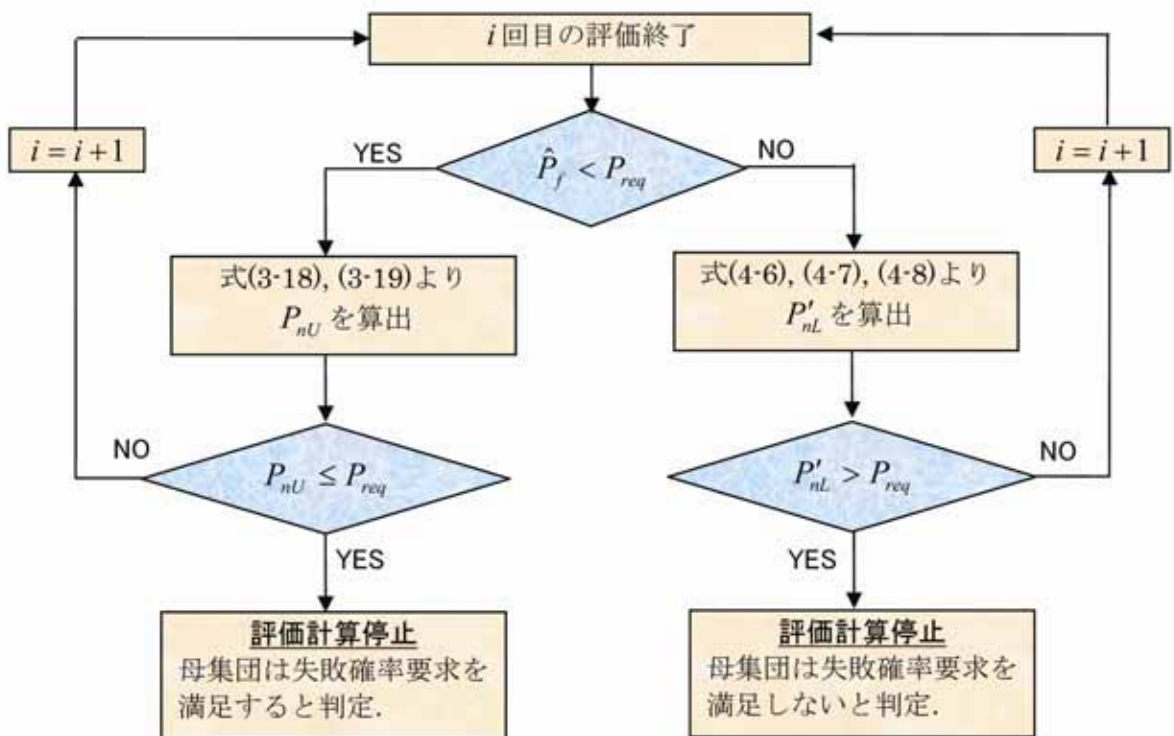 i回目の評価終了
i = i + 1
YES
P̂_f < P_req
NO
i = i + 1
式(3-18), (3-19)より
P_nU を算出
式(4-6), (4-7), (4-8)より
P′_nL を算出
NO
P_nU ≤ P_req
P′_nL > P_req
NO
YES
YES
評価計算停止
母集団は失敗確率要求を
満足すると判定.
評価計算停止
母集団は失敗確率要求を
満足しないと判定.